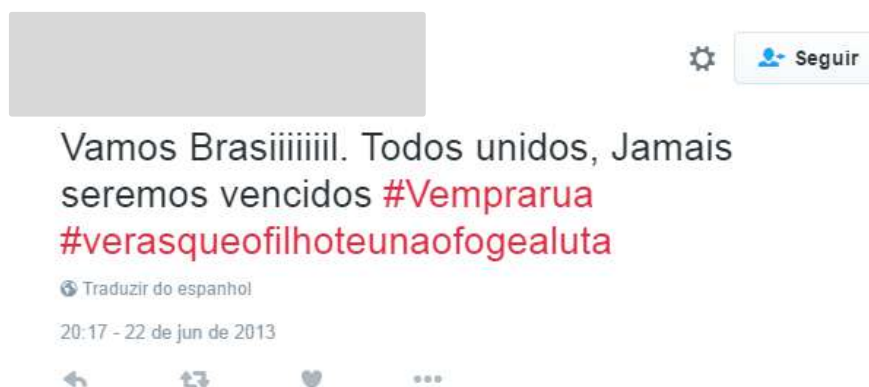 Seguir
Vamos Brasiiiiiiiil. Todos unidos, Jamais
seremos vencidos #Vemprarua
#verasqueofilhoteunaofogealuta
Traduzir do espanhol
20:17 - 22 de jun de 2013